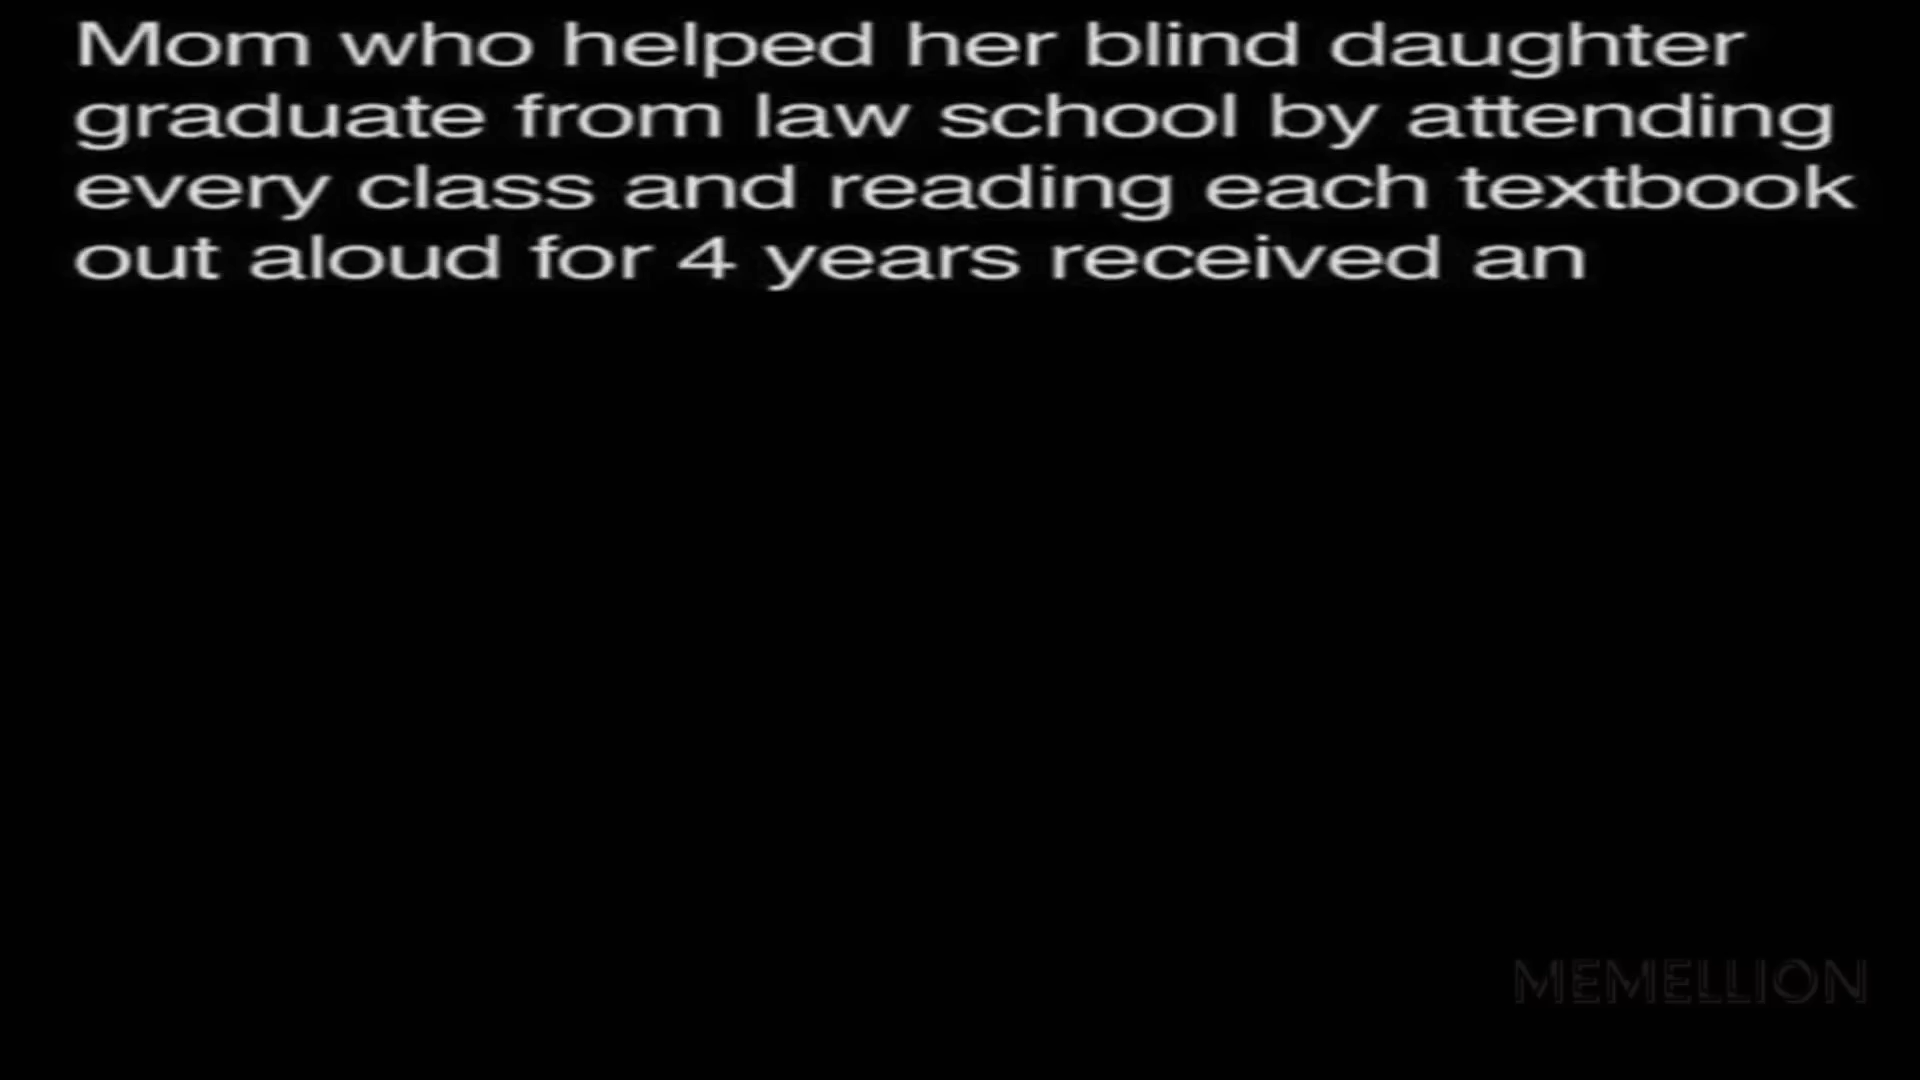 Mom who helped her blind daughter
graduate from law school by attending
every class and reading each textbook
out aloud for 4 years received an
MEMELLION